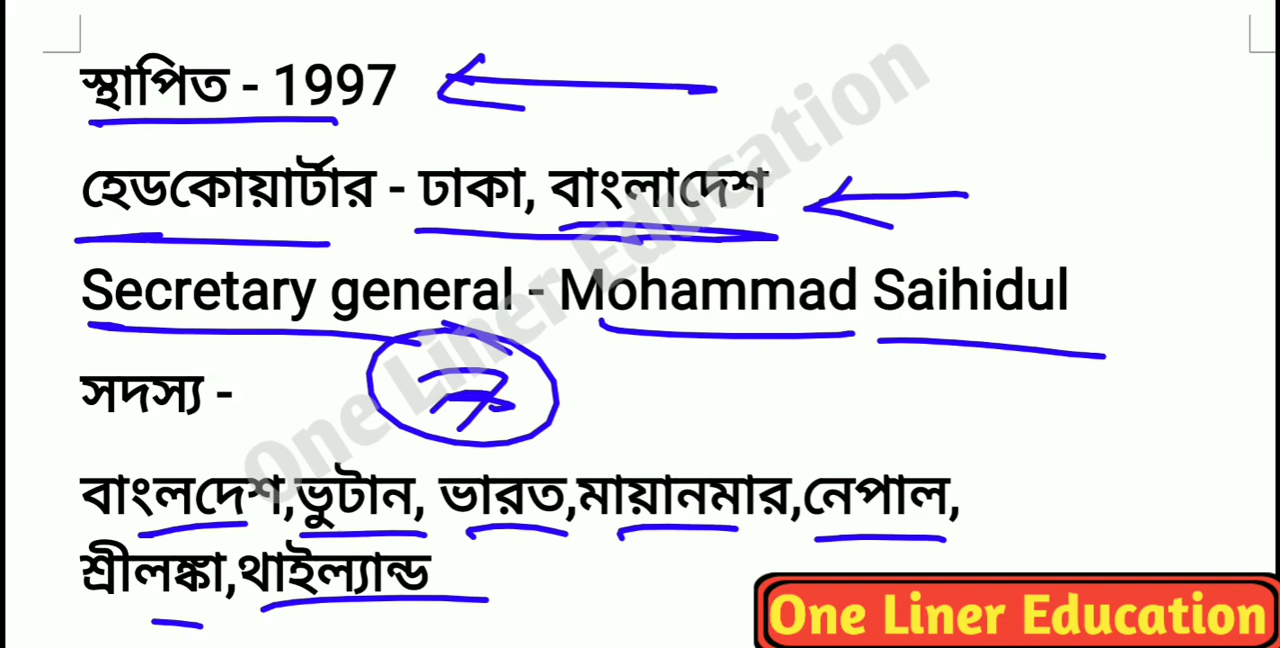 স্থাপিত - 1997
হেডকোয়ার্টার - ঢাকা, বাংলাদেশ
Secretary general - Mohammad Saihidul
সদস্য -
7
বাংলদেশ,ভুটান, ভারত,মায়ানমার,নেপাল,
শ্রীলঙ্কা,থাইল্যান্ড
One Liner Education
One Liner Education